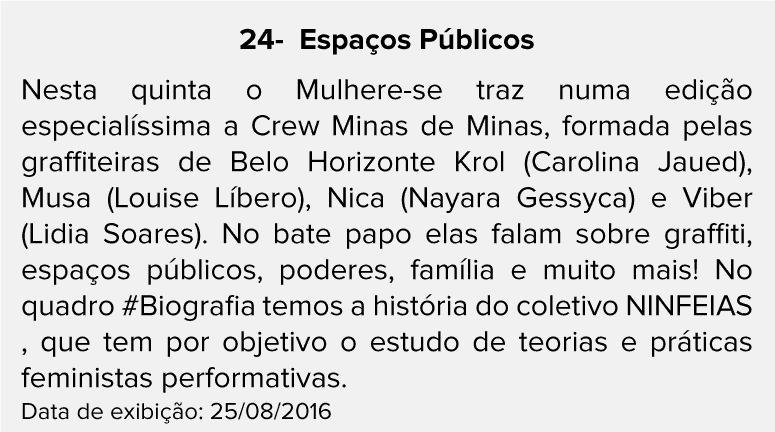 24-  Espaços Públicos
Nesta quinta o Mulhere-se traz numa edição
especialíssima a Crew Minas de Minas, formada pelas
graffiteiras de Belo Horizonte Krol (Carolina Jaued),
Musa (Louise Líbero), Nica (Nayara Gessyca) e Viber
(Lidia Soares). No bate papo elas falam sobre graffiti,
espaços públicos, poderes, família e muito mais! No
quadro #Biografia temos a história do coletivo NINFEIAS
, que tem por objetivo o estudo de teorias e práticas
feministas performativas.
Data de exibição: 25/08/2016